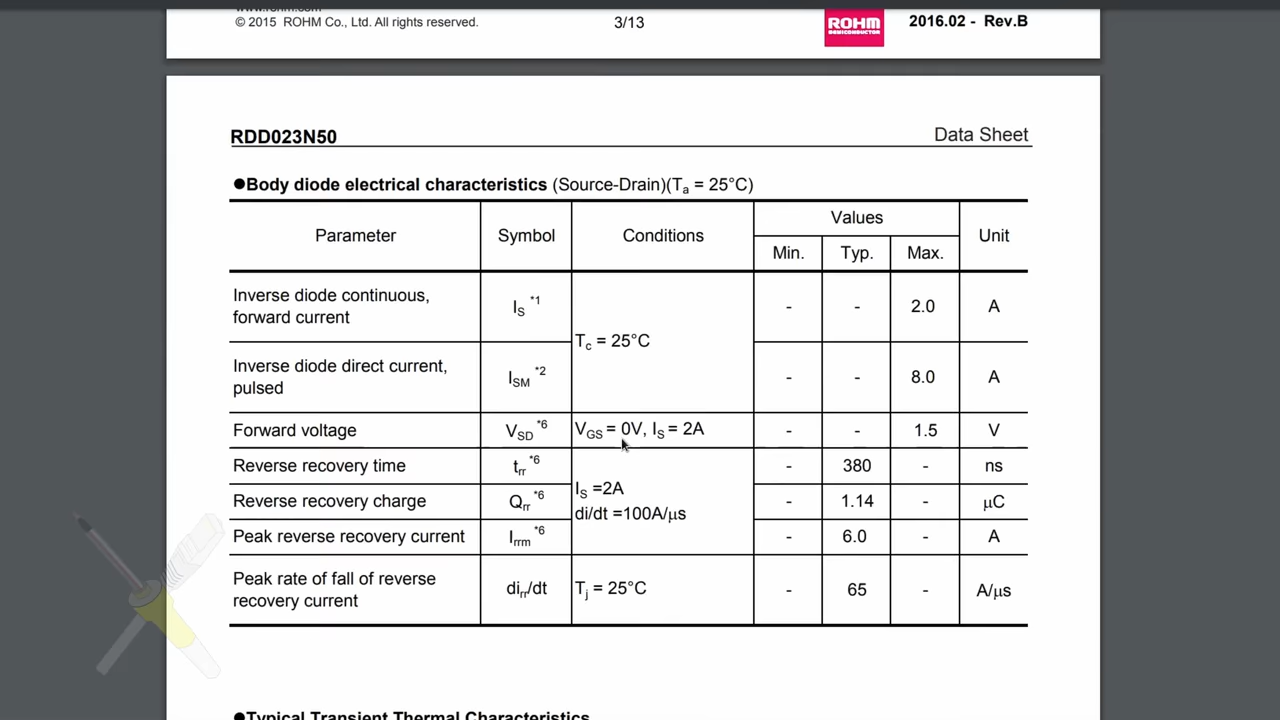 www.rohm.com
© 2015 ROHM Co., Ltd. All rights reserved.
3/13
ROHM
SEMICONDUCTOR
2016.02 - Rev.B
RDD023N50
Data Sheet
●Body diode electrical characteristics (Source-Drain)(Ta = 25°C)
Parameter Symbol Conditions Values Unit
Min. Typ. Max.
Inverse diode continuous,
forward current
IS *1
Tc = 25°C
- - 2.0 A
Inverse diode direct current,
pulsed
ISM *2
- - 8.0 A
Forward voltage VSD *6 VGS = 0V, IS = 2A - - 1.5 V
Reverse recovery time trr *6 - 380 - ns
IS =2A
di/dt =100A/μs
Reverse recovery charge Qrr *6 - 1.14 - μC
Peak reverse recovery current Irrm *6 - 6.0 - A
Peak rate of fall of reverse
recovery current
dirr/dt Tj = 25°C - 65 - A/μs
●Typical Transient Thermal Characteristics